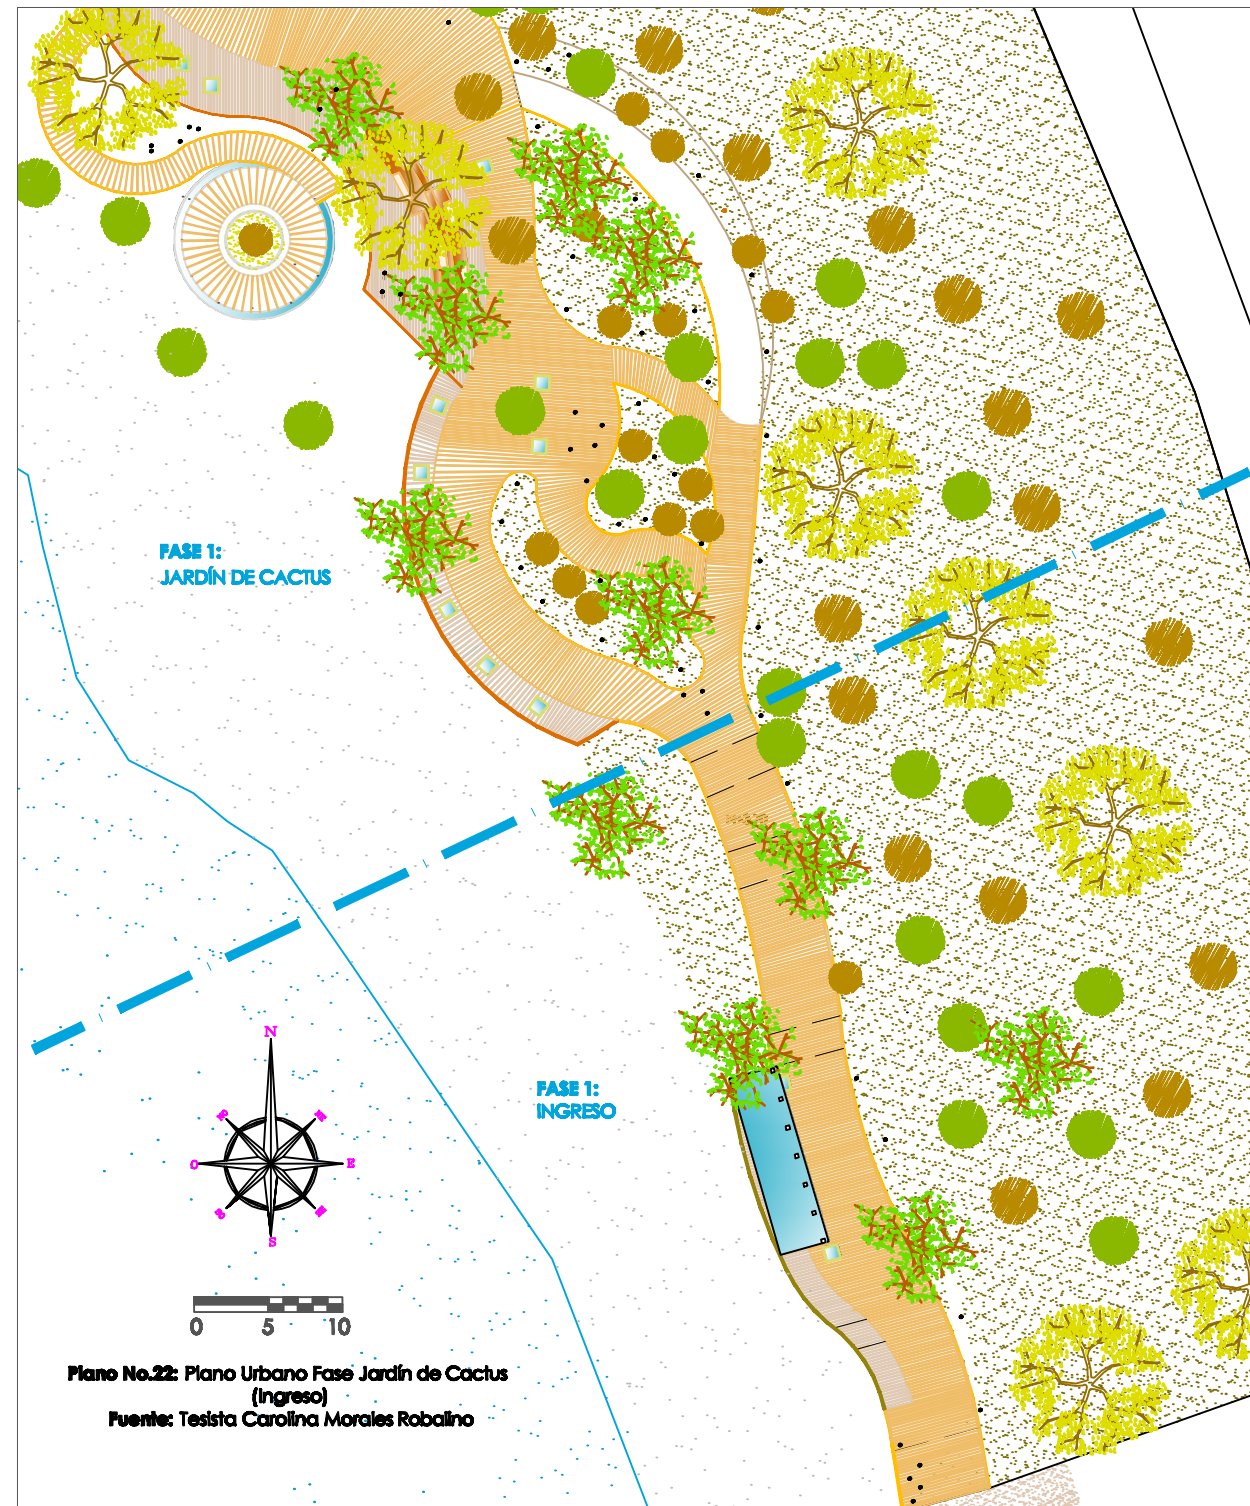 FASE 1:
JARDÍN DE CACTUS
N
O
E
S
FASE 1:
INGRESO
0 5 10
Plano No.22: Plano Urbano Fase Jardín de Cactus
(Ingreso)
Fuente: Tesista Carolina Morales Robalino